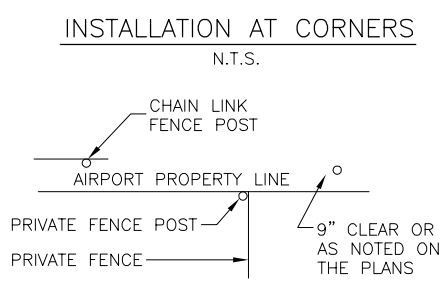 INSTALLATION AT CORNERS
N.T.S.
CHAIN LINK
FENCE POST
AIRPORT PROPERTY LINE
PRIVATE FENCE POST
PRIVATE FENCE
9" CLEAR OR
AS NOTED ON
THE PLANS